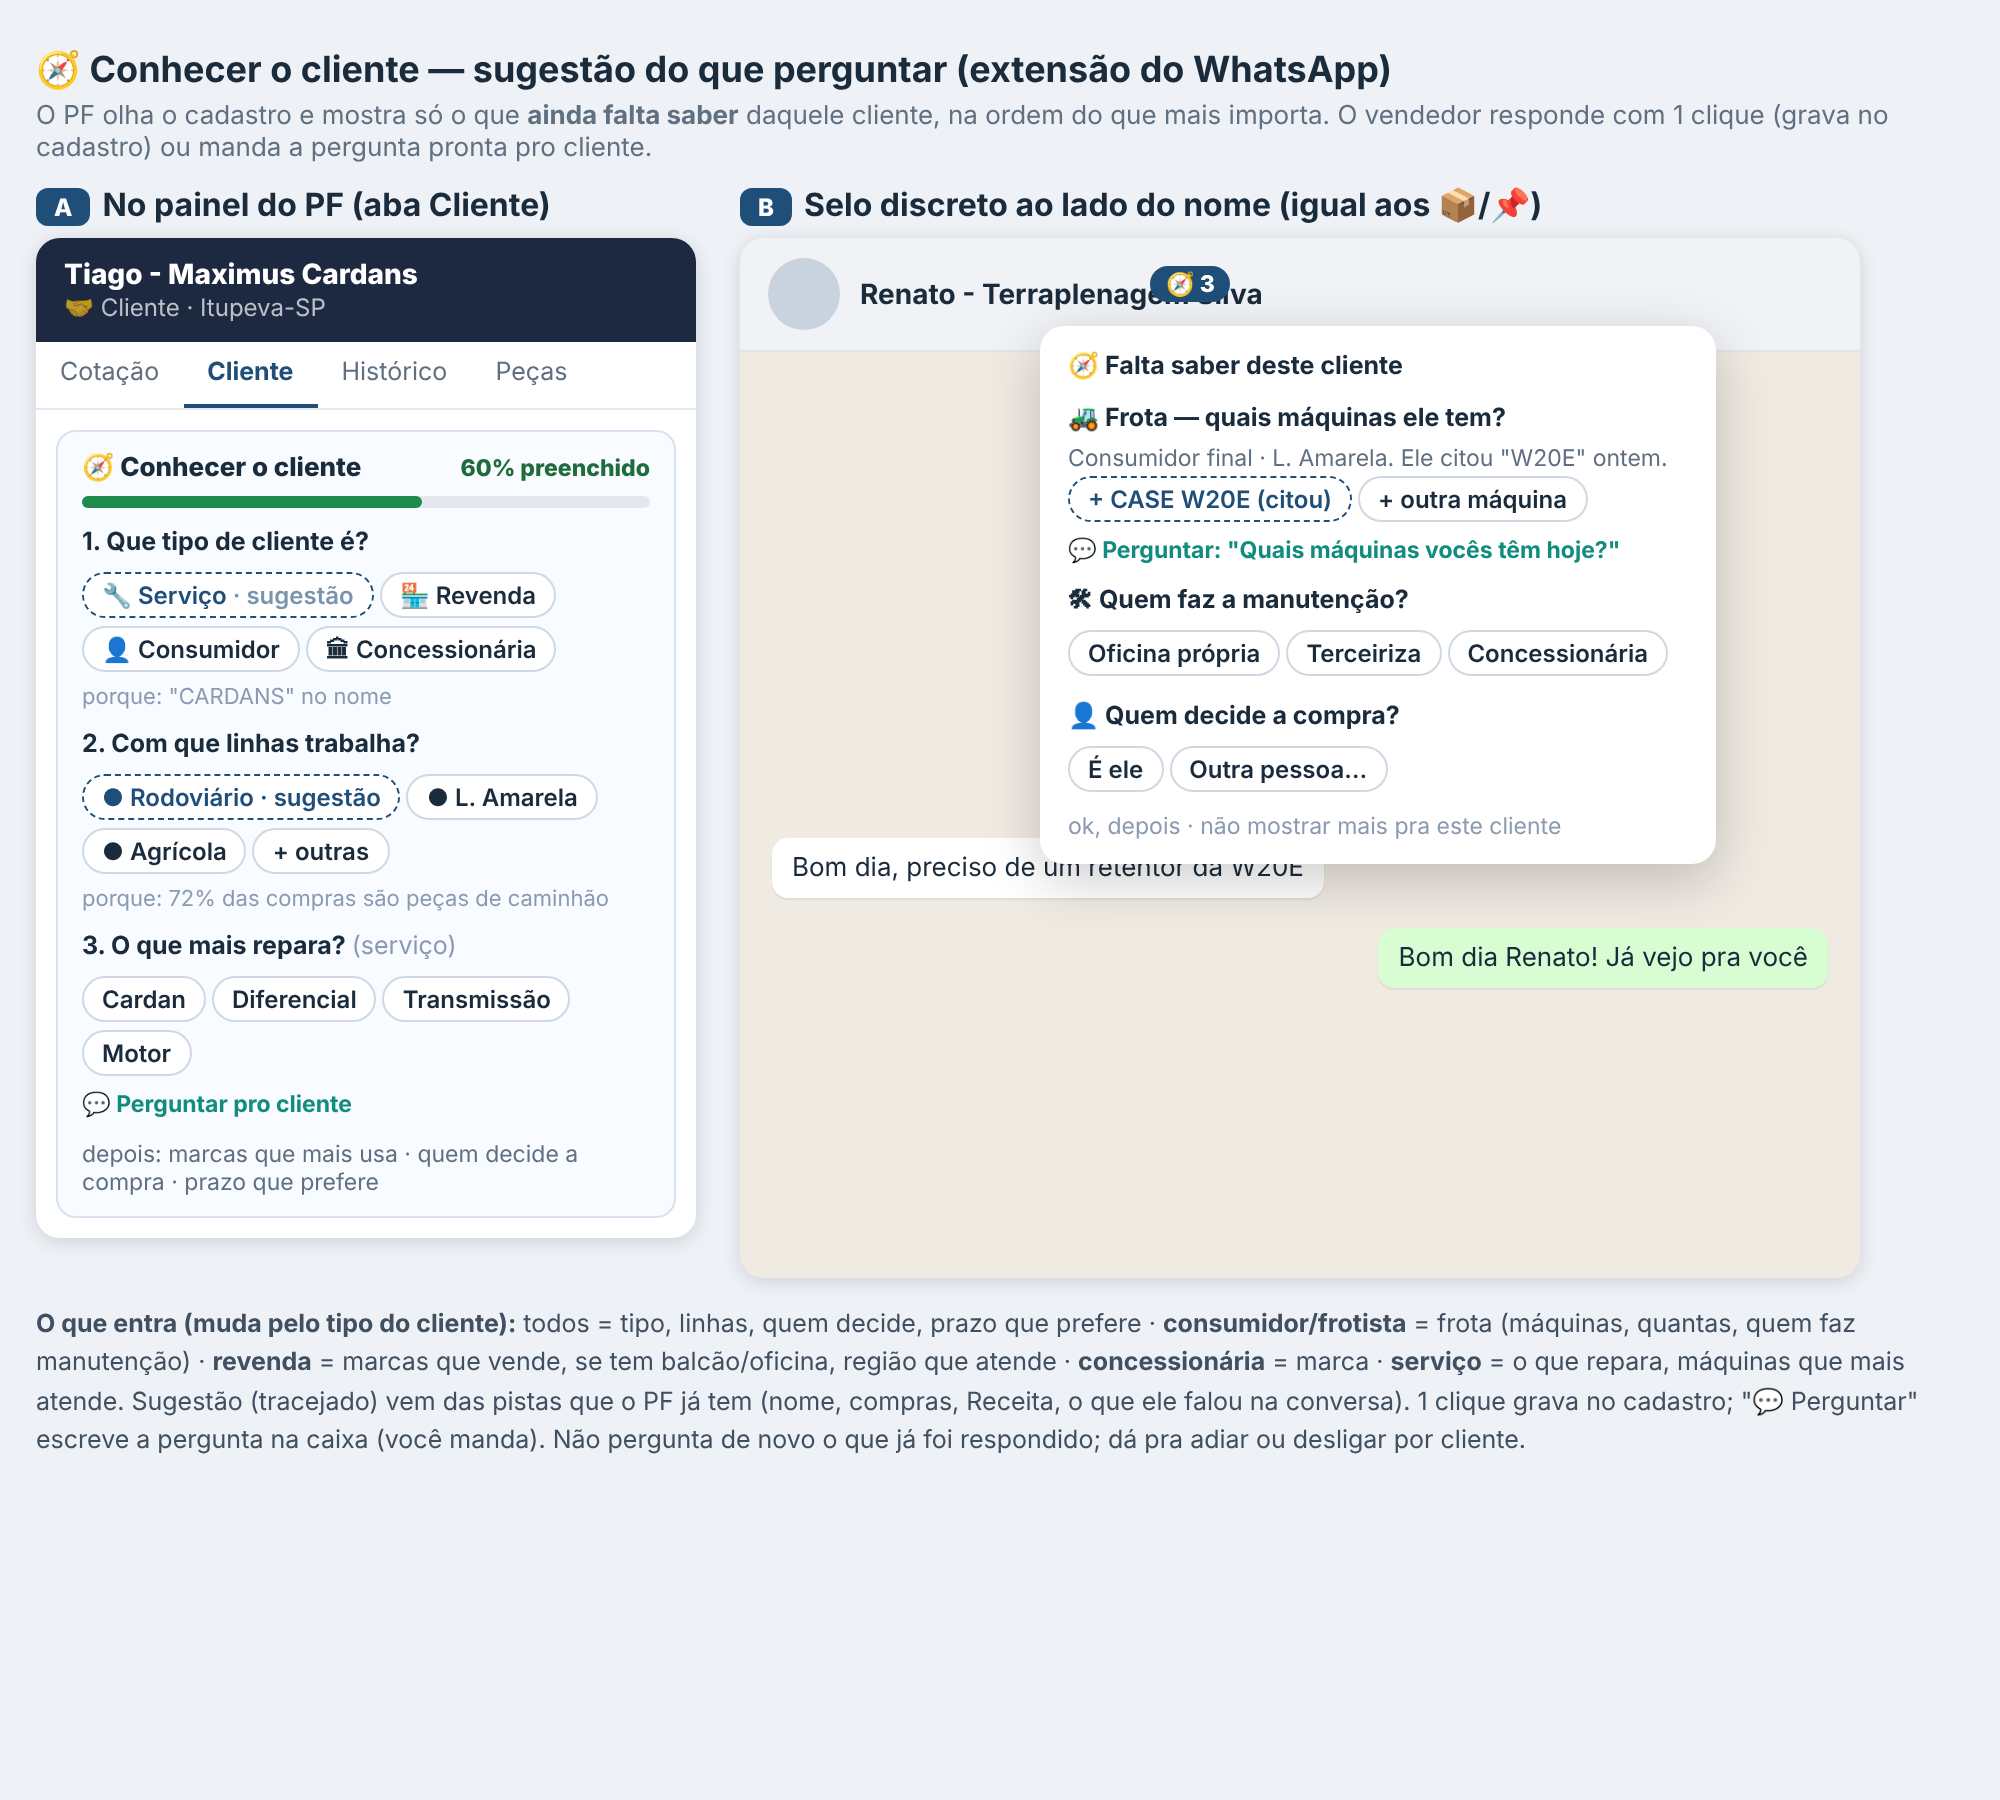 🧭 Conhecer o cliente — sugestão do que perguntar (extensão do WhatsApp)
O PF olha o cadastro e mostra só o que ainda falta saber daquele cliente, na ordem do que mais importa. O vendedor responde com 1 clique (grava no
cadastro) ou manda a pergunta pronta pro cliente.
A No painel do PF (aba Cliente)
Tiago - Maximus Cardans
🤝 Cliente · Itupeva-SP
Cotação Cliente Histórico Peças
🧭 Conhecer o cliente 60% preenchido
1. Que tipo de cliente é?
🔧 Serviço · sugestão 🏪 Revenda
👤 Consumidor 🏛 Concessionária
porque: "CARDANS" no nome
2. Com que linhas trabalha?
● Rodoviário · sugestão ● L. Amarela
● Agrícola + outras
porque: 72% das compras são peças de caminhão
3. O que mais repara? (serviço)
Cardan Diferencial Transmissão
Motor
💬 Perguntar pro cliente
depois: marcas que mais usa · quem decide a
compra · prazo que prefere
B Selo discreto ao lado do nome (igual aos 📦/📌)
Renato - Terraplenagem Silva
🧭 3
🧭 Falta saber deste cliente
🚜 Frota — quais máquinas ele tem?
Consumidor final · L. Amarela. Ele citou "W20E" ontem.
+ CASE W20E (citou) + outra máquina
💬 Perguntar: "Quais máquinas vocês têm hoje?"
🛠 Quem faz a manutenção?
Oficina própria Terceiriza Concessionária
👤 Quem decide a compra?
É ele Outra pessoa...
ok, depois · não mostrar mais pra este cliente
Bom dia, preciso de um retentor da W20E
Bom dia Renato! Já vejo pra você
O que entra (muda pelo tipo do cliente): todos = tipo, linhas, quem decide, prazo que prefere · consumidor/frotista = frota (máquinas, quantas, quem faz
manutenção) · revenda = marcas que vende, se tem balcão/oficina, região que atende · concessionária = marca · serviço = o que repara, máquinas que mais
atende. Sugestão (tracejado) vem das pistas que o PF já tem (nome, compras, Receita, o que ele falou na conversa). 1 clique grava no cadastro; "💬 Perguntar"
escreve a pergunta na caixa (você manda). Não pergunta de novo o que já foi respondido; dá pra adiar ou desligar por cliente.